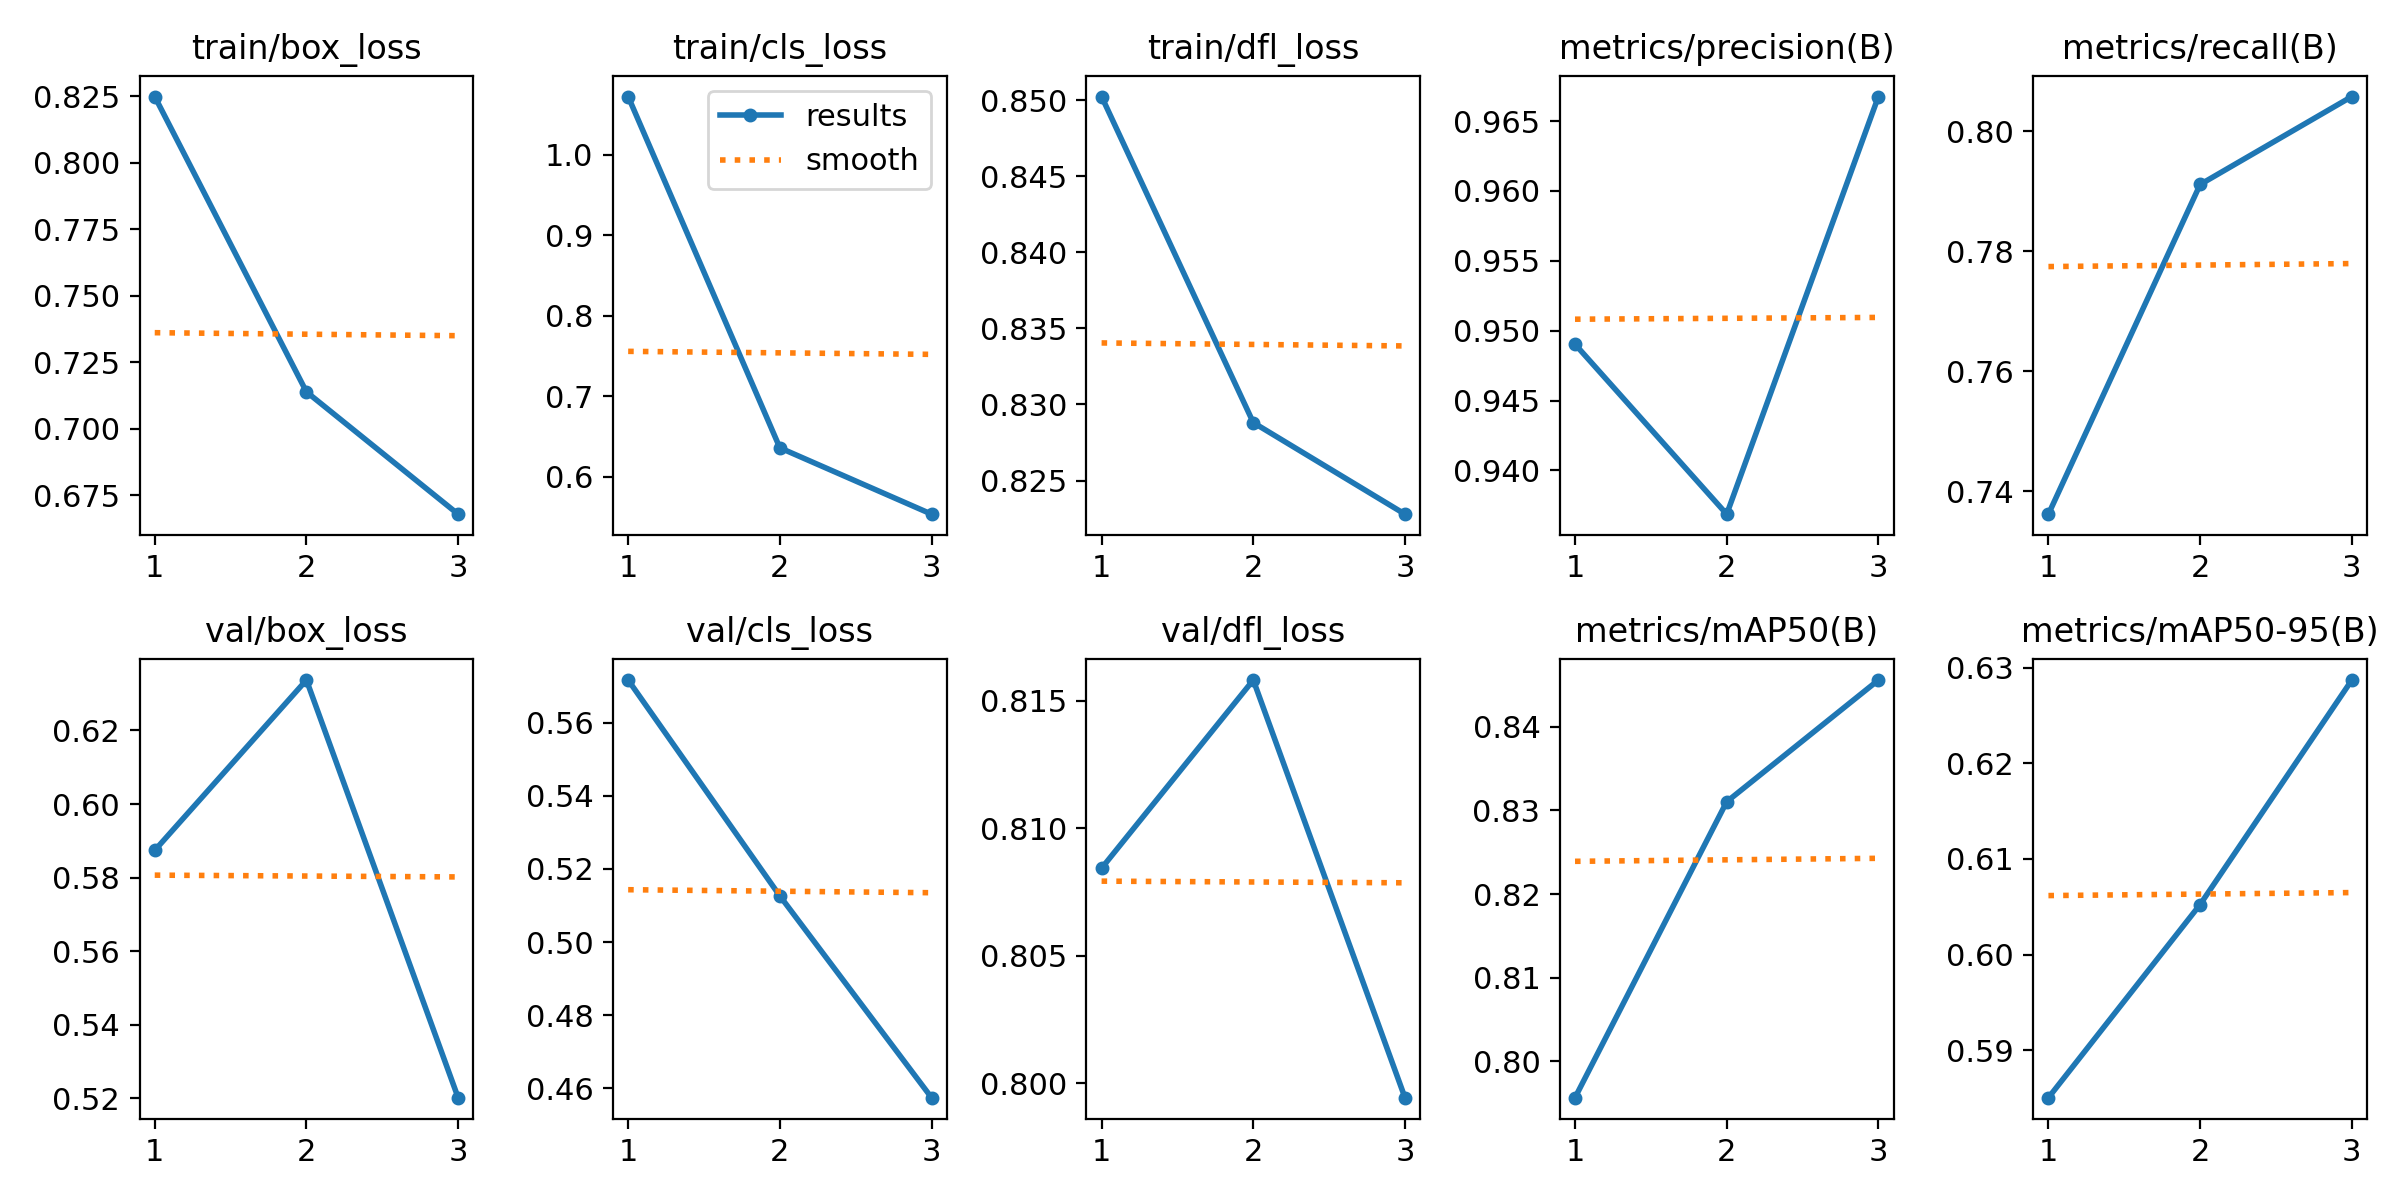 train/box_loss
0.825
0.800
0.775
0.750
0.725
0.700
0.675
1 2 3
train/cls_loss
results
smooth
1.0
0.9
0.8
0.7
0.6
1 2 3
train/dfl_loss
0.850
0.845
0.840
0.835
0.830
0.825
1 2 3
metrics/precision(B)
0.965
0.960
0.955
0.950
0.945
0.940
1 2 3
metrics/recall(B)
0.80
0.78
0.76
0.74
1 2 3
val/box_loss
0.62
0.60
0.58
0.56
0.54
0.52
1 2 3
val/cls_loss
0.56
0.54
0.52
0.50
0.48
0.46
1 2 3
val/dfl_loss
0.815
0.810
0.805
0.800
1 2 3
metrics/mAP50(B)
0.84
0.83
0.82
0.81
0.80
1 2 3
metrics/mAP50-95(B)
0.63
0.62
0.61
0.60
0.59
1 2 3